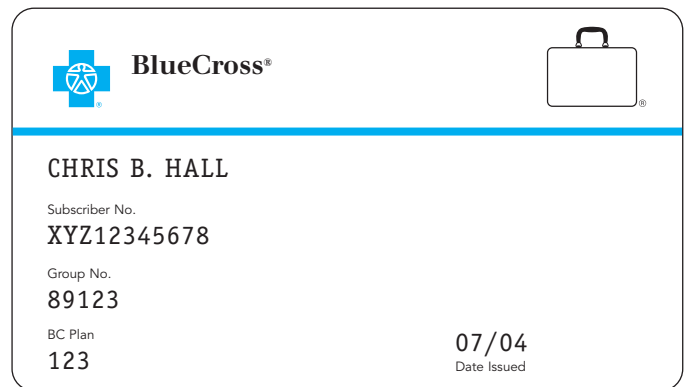 BlueCross®
®
®
CHRIS B. HALL
Subscriber No.
XYZ12345678
Group No.
89123
BC Plan
123
07/04
Date Issued